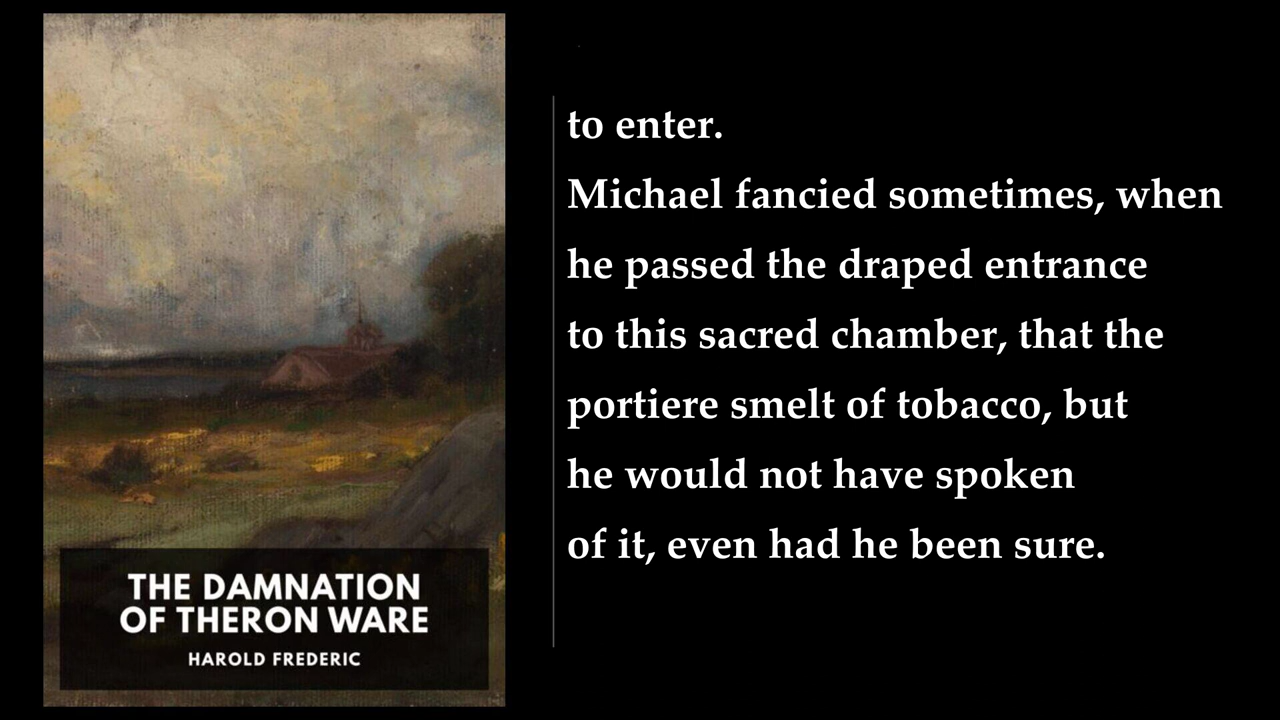 to enter.
Michael fancied sometimes, when
he passed the draped entrance
to this sacred chamber, that the
portiere smelt of tobacco, but
he would not have spoken
of it, even had he been sure.
THE DAMNATION
OF THERON WARE
HAROLD FREDERIC